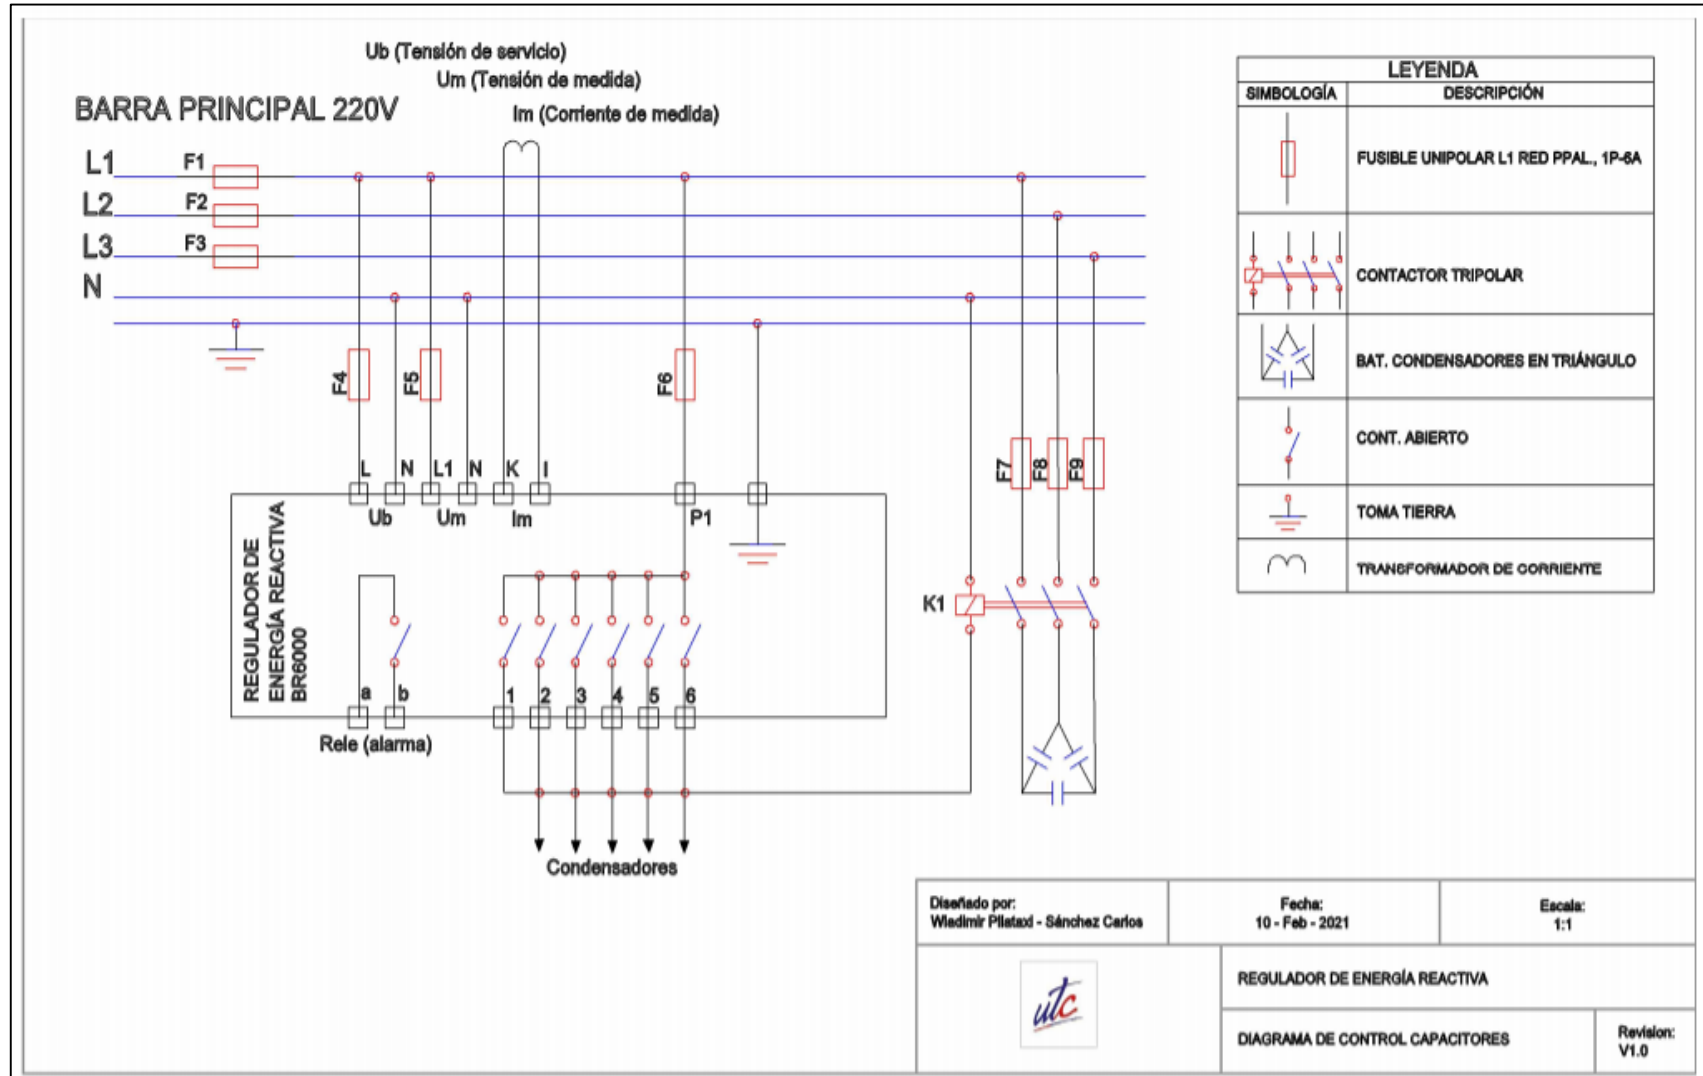 Ub (Tensión de servicio)
Um (Tensión de medida)
Im (Corriente de medida)
BARRA PRINCIPAL 220V
L1
F1
L2
F2
L3
F3
N
F4
F5
F6
L
N
L1
N
K
I
Ub
Um
Im
P1
REGULADOR DE
ENERGÍA REACTIVA
BR6000
a
b
1
2
3
4
5
6
Rele (alarma)
Condensadores
F7
F8
F9
K1
LEYENDA
SIMBOLOGÍA
DESCRIPCIÓN
FUSIBLE UNIPOLAR L1 RED PPAL., 1P-6A
CONTACTOR TRIPOLAR
BAT. CONDENSADORES EN TRIÁNGULO
CONT. ABIERTO
TOMA TIERRA
TRANSFORMADOR DE CORRIENTE
Diseñado por:
Wladimir Pilataxi - Sánchez Carlos
Fecha:
10 - Feb - 2021
Escala:
1:1
utc
REGULADOR DE ENERGÍA REACTIVA
DIAGRAMA DE CONTROL CAPACITORES
Revision:
V1.0